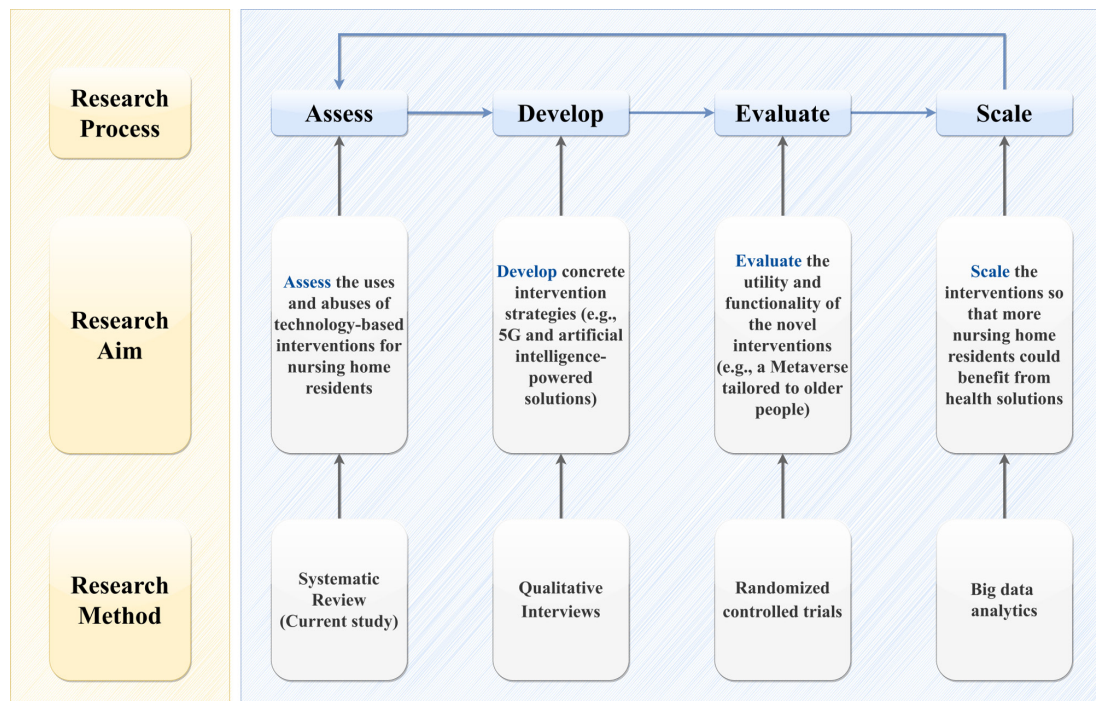 Research
Process
Assess
Develop
Evaluate
Scale
Research
Aim
Assess the uses
and abuses of
technology-based
interventions for
nursing home
residents
Develop concrete
intervention
strategies (e.g.,
5G and artificial
intelligence-
powered
solutions)
Evaluate the
utility and
functionality of
the novel
interventions
(e.g., a Metaverse
tailored to older
people)
Scale the
interventions so
that more
nursing home
residents could
benefit from
health solutions
Research
Method
Systematic
Review
(Current study)
Qualitative
Interviews
Randomized
controlled trials
Big data
analytics